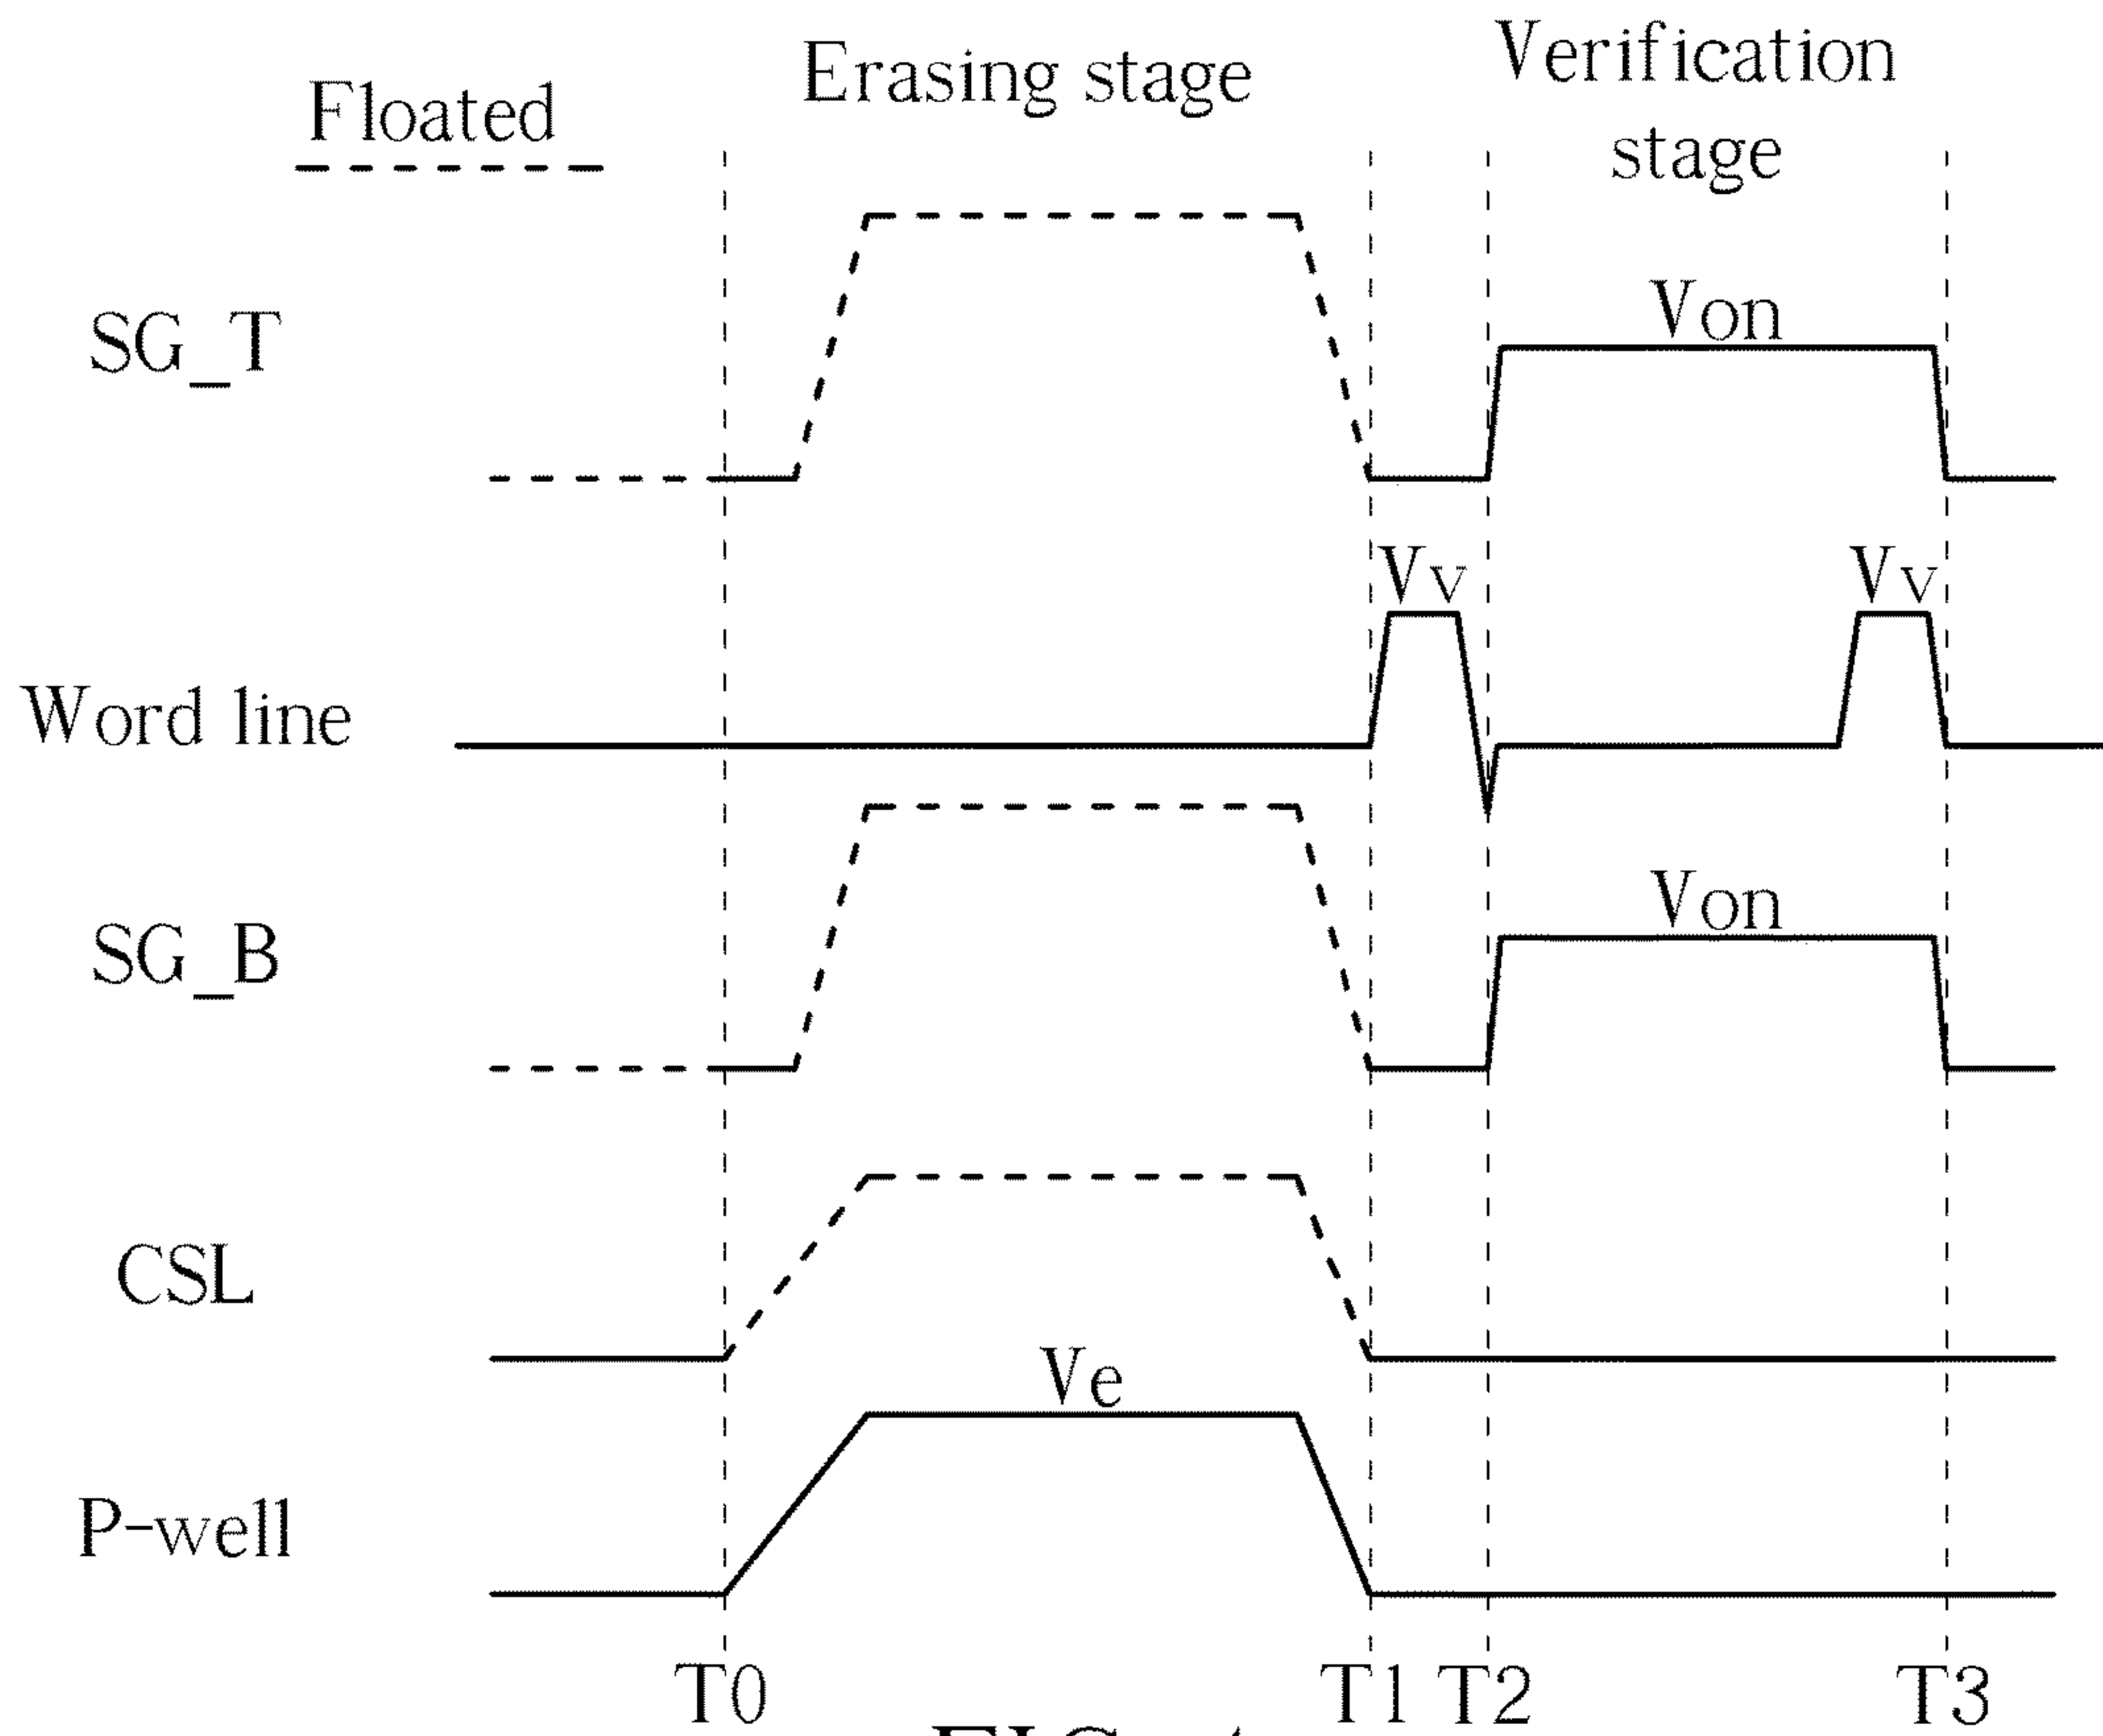 Floated
Erasing stage
Verification
stage
SG_T
Von
Vv
Vv
Word line
Von
SG_B
CSL
Ve
P-well
T0
T1
T2
T3